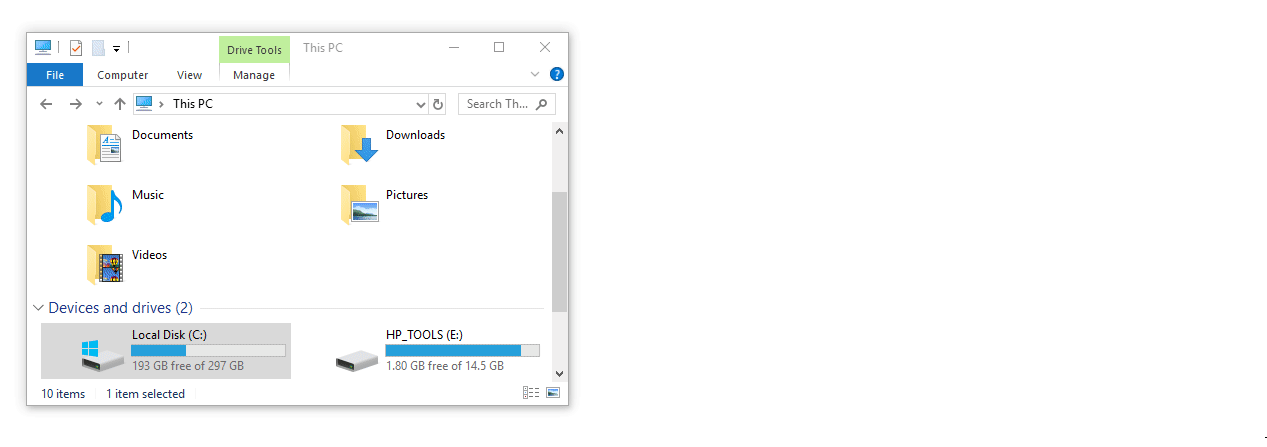 Drive Tools This PC
File Computer View Manage ?
This PC Search Th...
Documents Downloads
Music Pictures
Videos
Devices and drives (2)
Local Disk (C:) HP_TOOLS (E:)
193 GB free of 297 GB 1.80 GB free of 14.5 GB
10 items 1 item selected